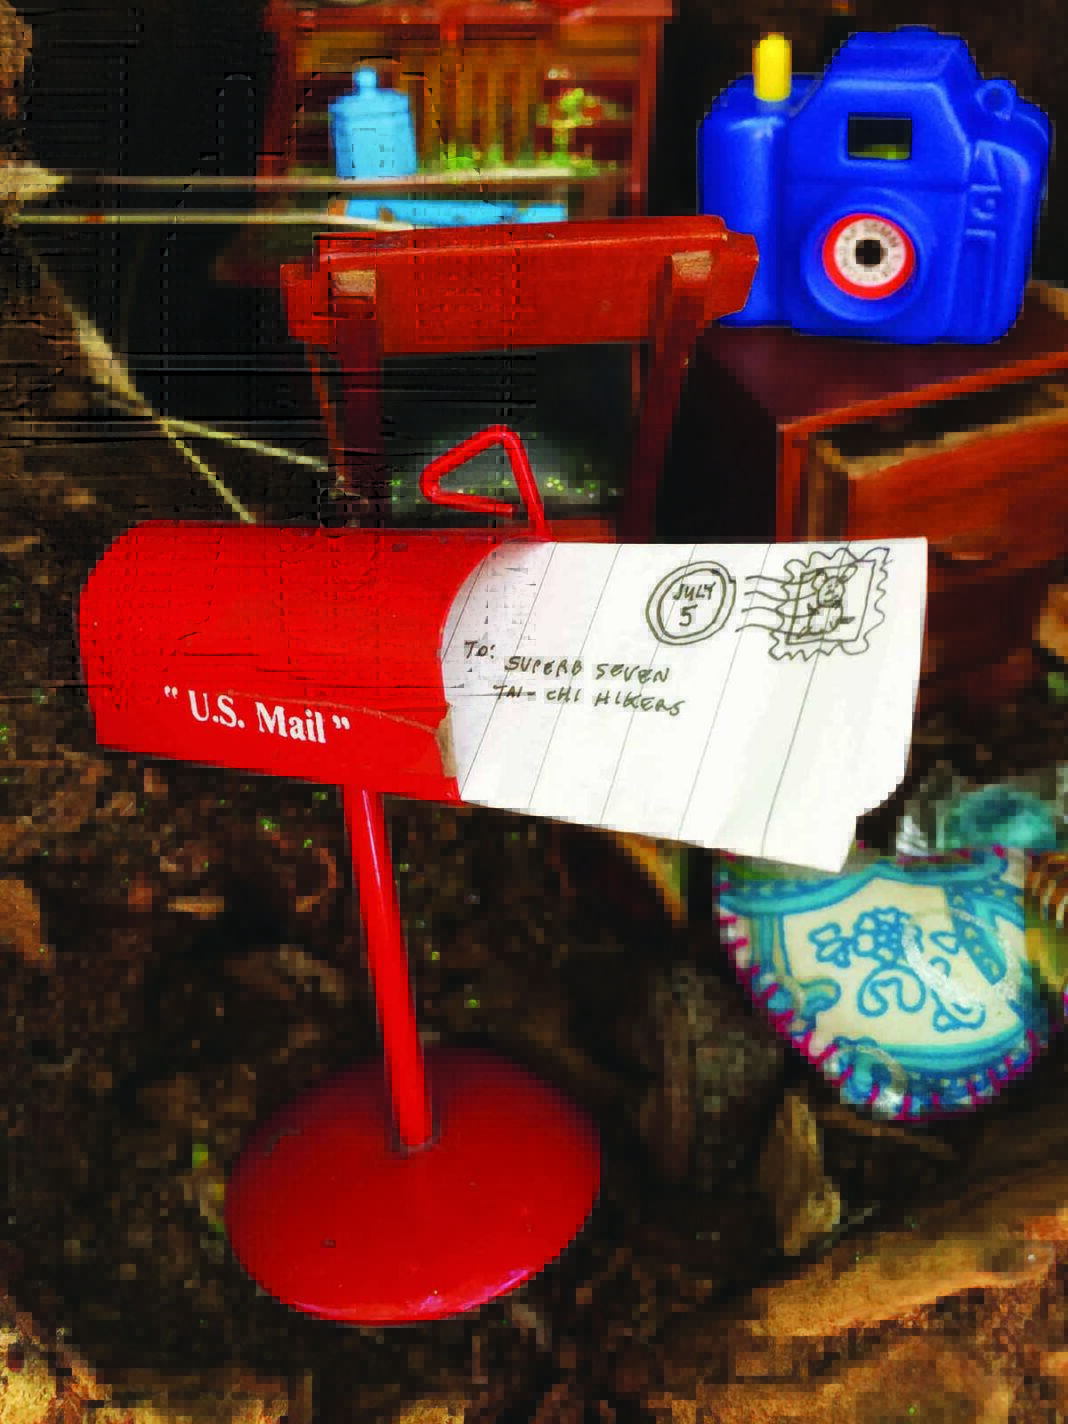 JULY
5
To:
SUPERB SEVEN
TAI-CHI HIKERS
“ U.S. Mail ”